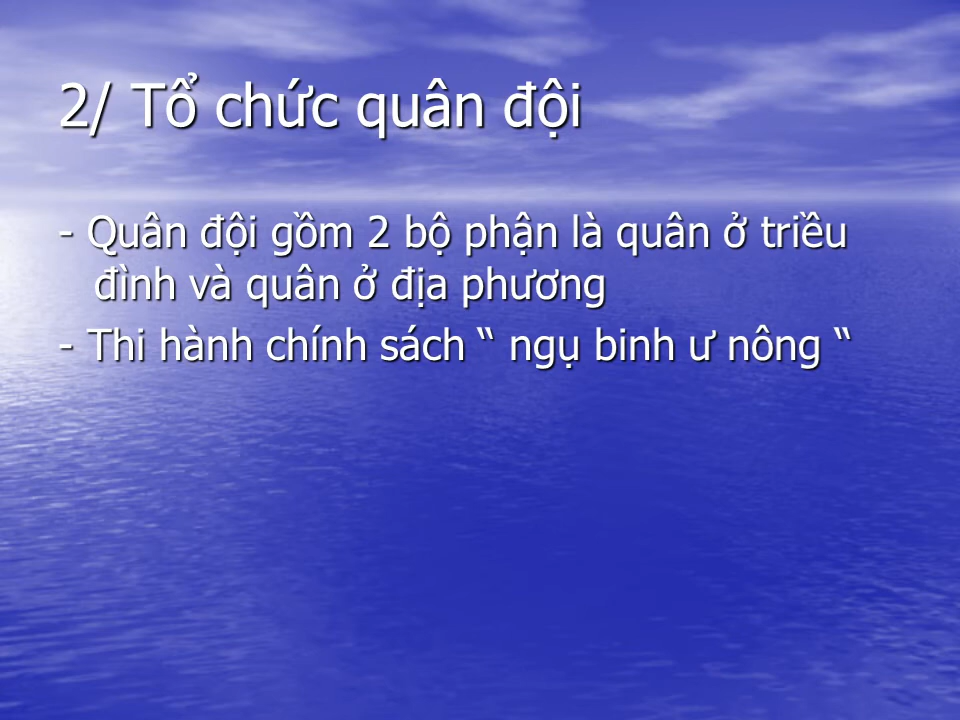 2/ Tổ chức quân đội
- Quân đội gồm 2 bộ phận là quân ở triều
đình và quân ở địa phương
- Thi hành chính sách “ ngụ binh ư nông “